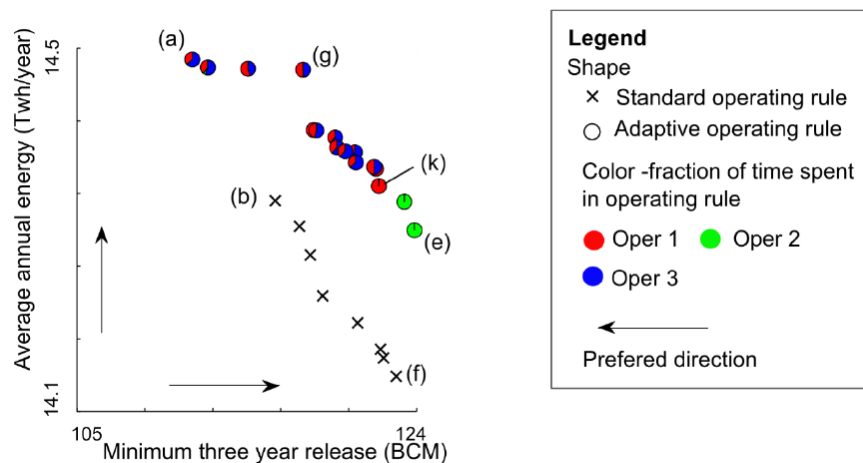 (a)
(g)
14.5
Average annual energy (Twh/year)
(k)
(b)
(e)
(f)
14.1
105
124
Minimum three year release (BCM)
Legend
Shape
Standard operating rule
Adaptive operating rule
Color -fraction of time spent
in operating rule
Oper 1
Oper 2
Oper 3
Prefered direction